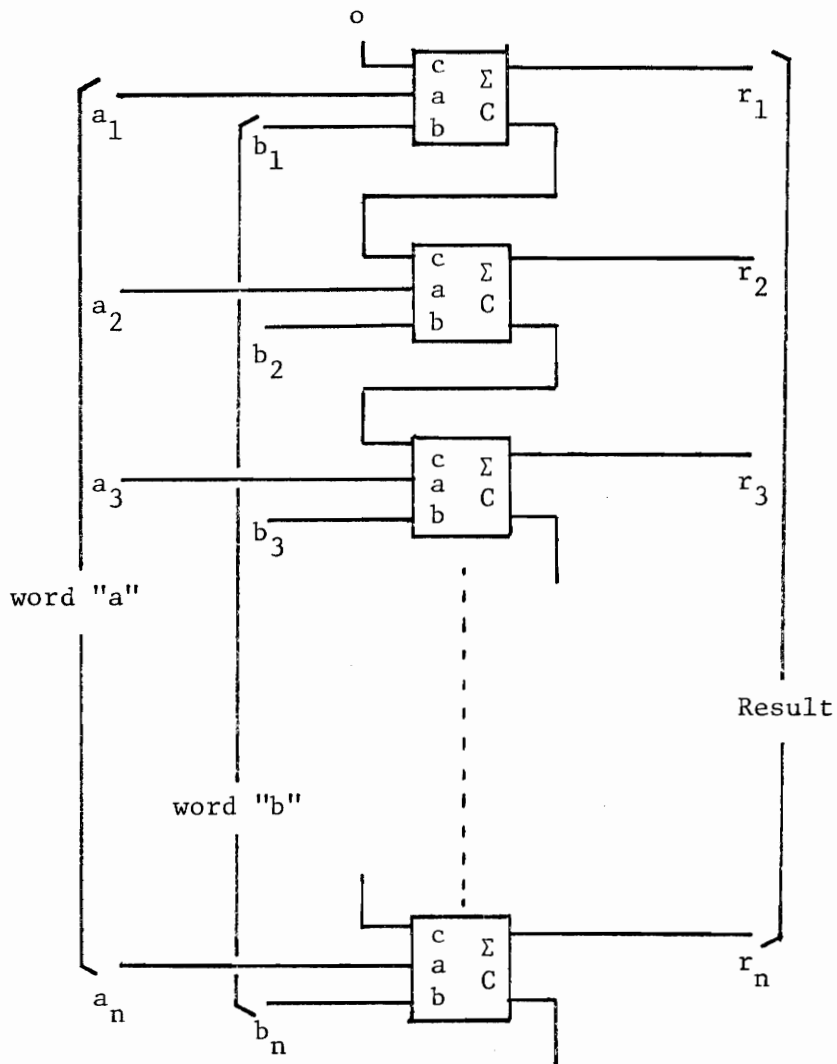 o
c Σ
a C
b
a₁
b₁
r₁
c Σ
a C
b
a₂
b₂
r₂
c Σ
a C
b
a₃
b₃
r₃
word "a"
Result
word "b"
c Σ
a C
b
aₙ
bₙ
rₙ